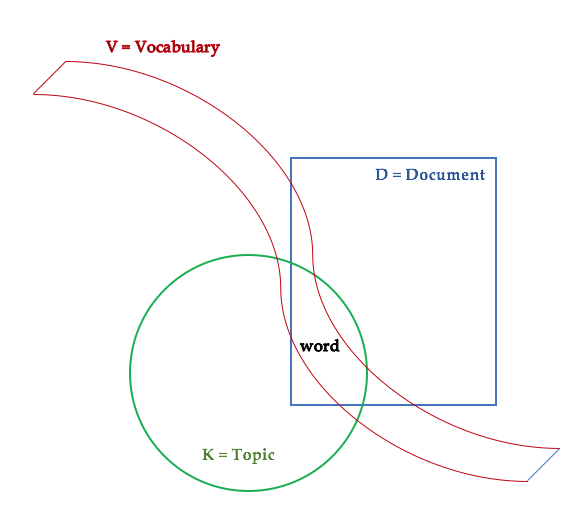 V = Vocabulary
D = Document
word
K = Topic